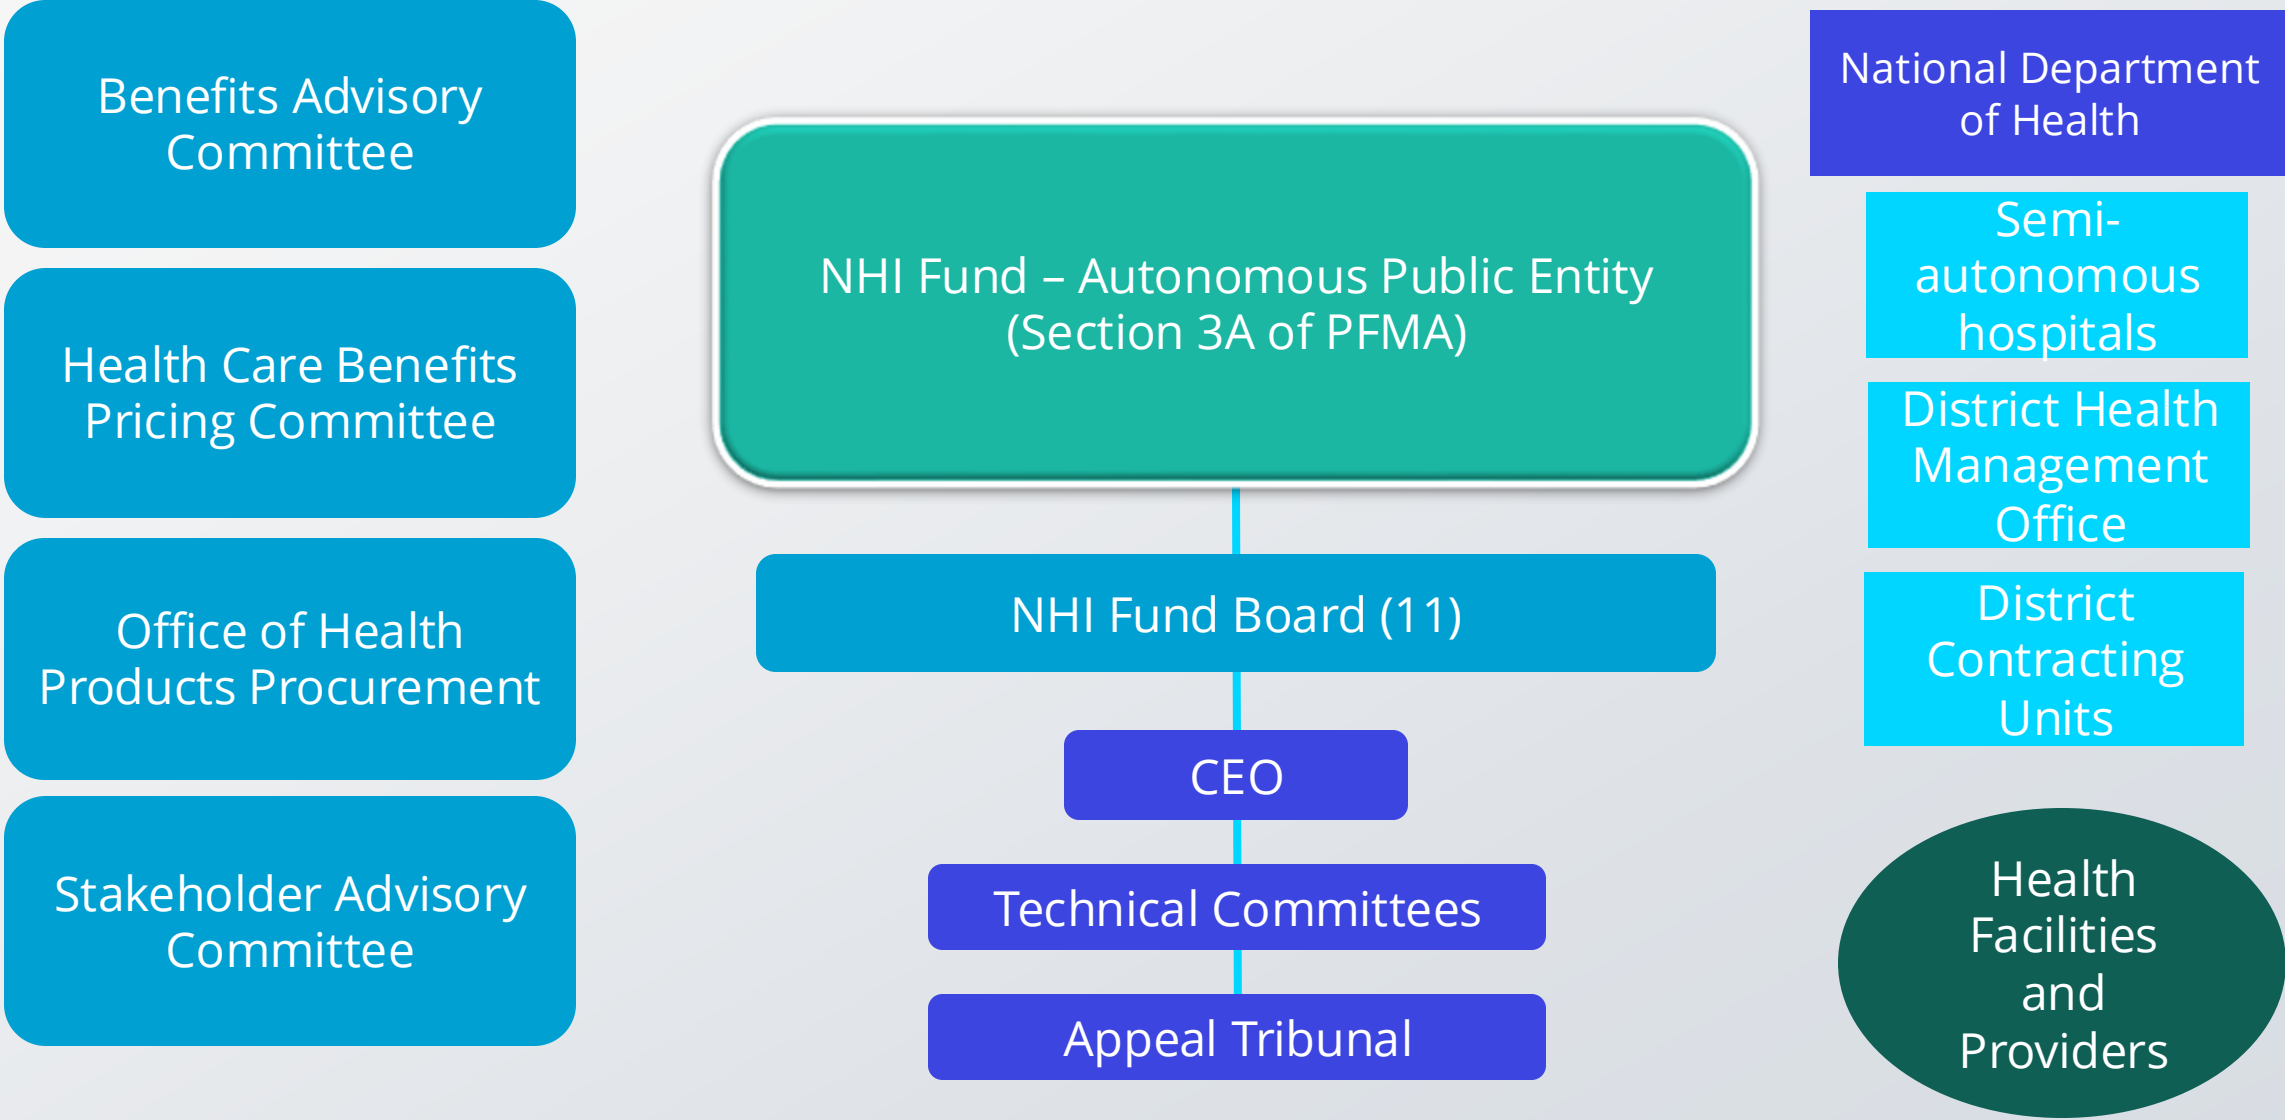 Benefits Advisory
Committee
Health Care Benefits
Pricing Committee
Office of Health
Products Procurement
Stakeholder Advisory
Committee
NHI Fund – Autonomous Public Entity
(Section 3A of PFMA)
NHI Fund Board (11)
CEO
Technical Committees
Appeal Tribunal
National Department
of Health
Semi-
autonomous
hospitals
District Health
Management
Office
District
Contracting
Units
Health
Facilities
and
Providers